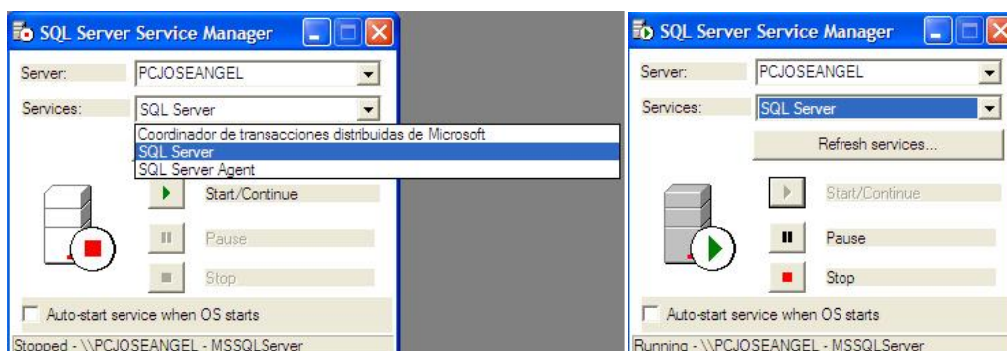 SQL Server Service Manager
Server: PCJOSEANGEL
Services: SQL Server
Coordinador de transacciones distribuidas de Microsoft
SQL Server
SQL Server Agent
Start/Continue
Pause
Stop
Auto-start service when OS starts
Stopped - \\PCJOSEANGEL - MSSQLServer
SQL Server Service Manager
Server: PCJOSEANGEL
Services: SQL Server
Refresh services...
Start/Continue
Pause
Stop
Auto-start service when OS starts
Running - \\PCJOSEANGEL - MSSQLServer